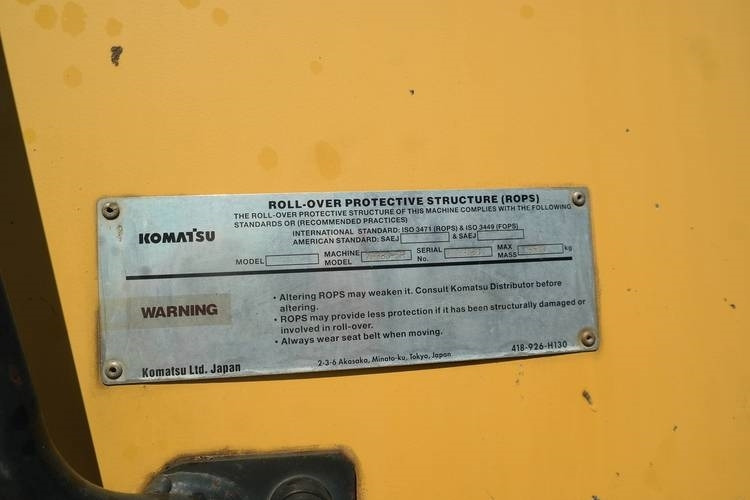 ROLL-OVER PROTECTIVE STRUCTURE (ROPS)
THE ROLL-OVER PROTECTIVE STRUCTURE OF THIS MACHINE COMPLIES WITH THE FOLLOWING
STANDARDS OR (RECOMMENDED PRACTICES)
INTERNATIONAL STANDARD: ISO 3471 (ROPS) & ISO 3449 (FOPS)
AMERICAN STANDARD: SAEJ & SAEJ
KOMATSU
MODEL MACHINE MODEL SERIAL No. MAX MASS kg
WARNING
• Altering ROPS may weaken it. Consult Komatsu Distributor before
altering.
• ROPS may provide less protection if it has been structurally damaged or
involved in roll-over.
• Always wear seat belt when moving.
Komatsu Ltd. Japan
2-3-6 Akasaka, Minato-ku, Tokyo, Japan
418-926-H130